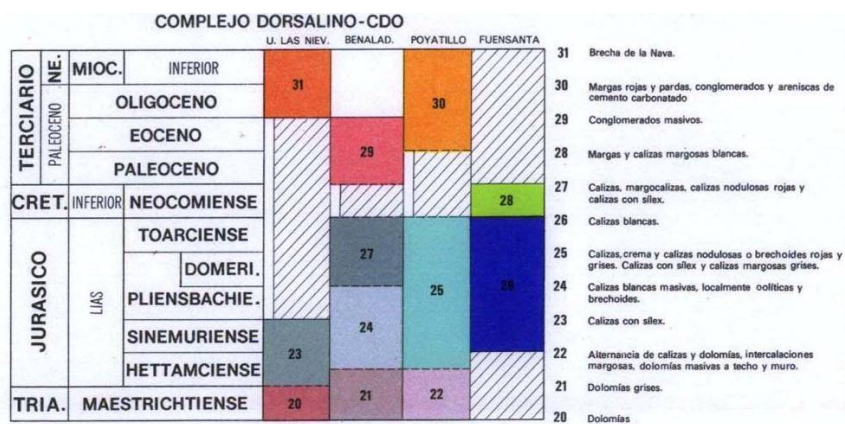 COMPLEJO DORSALINO-CDO
U. LAS NIEV. BENALAD. POYATILLO FUENSANTA
TERCIARIO
NE.
PALEOCENO
MIOC. INFERIOR
OLIGOCENO
EOCENO
PALEOCENO
CRET. INFERIOR NEOCOMIENSE
JURASICO
LIAS
TOARCIENSE
DOMERI.
PLIENSBACHIE.
SINEMURIENSE
HETTAMCIENSE
TRIA. MAESTRICHTIENSE
31
23
20
29
27
24
21
30
25
22
28
26
31 Brecha de la Nava.
30 Margas rojas y pardas, conglomerados y areniscas de
cemento carbonatado
29 Conglomerados masivos.
28 Margas y calizas margosas blancas.
27 Calizas, margocalizas, calizas nodulosas rojas y
calizas con sílex.
26 Calizas blancas.
25 Calizas,crema y calizas nodulosas o brechoides rojas y
grises. Calizas con sílex y calizas margosas grises.
24 Calizas blancas masivas, localmente oolíticas y
brechoides.
23 Calizas con sílex.
22 Alternancia de calizas y dolomías, intercalaciones
margosas, dolomías masivas a techo y muro.
21 Dolomías grises.
20 Dolomías